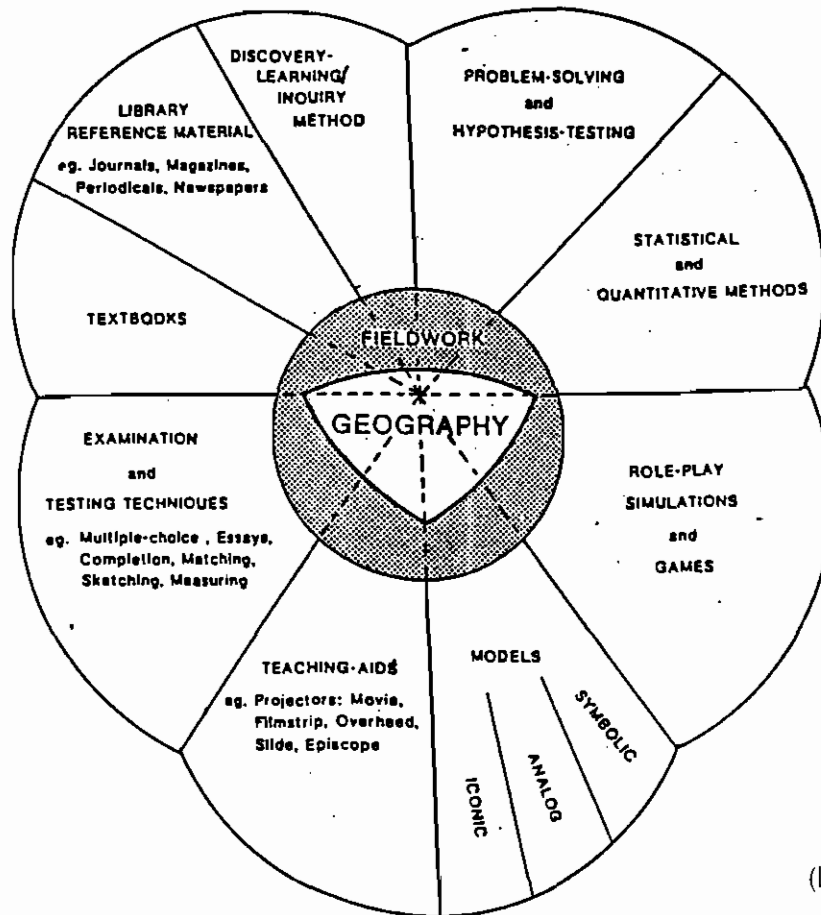 DISCOVERY-
LEARNING/
INQUIRY
METHOD
PROBLEM-SOLVING
and
HYPOTHESIS-TESTING
LIBRARY
REFERENCE MATERIAL
eg. Journals, Magazines,
Periodicals, Newspapers
STATISTICAL
and
QUANTITATIVE METHODS
TEXTBOOKS
FIELDWORK
GEOGRAPHY
EXAMINATION
and
TESTING TECHNIQUES
eg. Multiple-choice, Essays,
Completion, Matching,
Sketching, Measuring
ROLE-PLAY
SIMULATIONS
and
GAMES
TEACHING-AIDS
eg. Projectors: Movie,
Filmstrip, Overhead,
Slide, Episcope
MODELS
ICONIC
ANALOG
SYMBOLIC